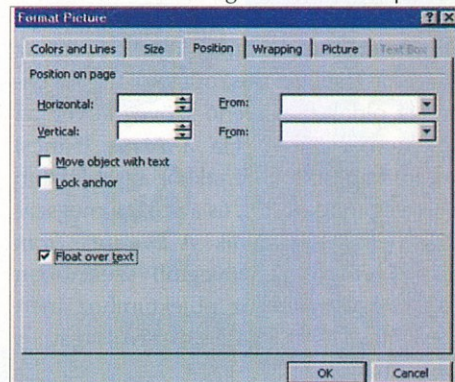 Format Picture
Colors and Lines Size Position Wrapping Picture Text Box
Position on page
Horizontal: From:
Vertical: From:
Move object with text
Lock anchor
Float over text
OK Cancel